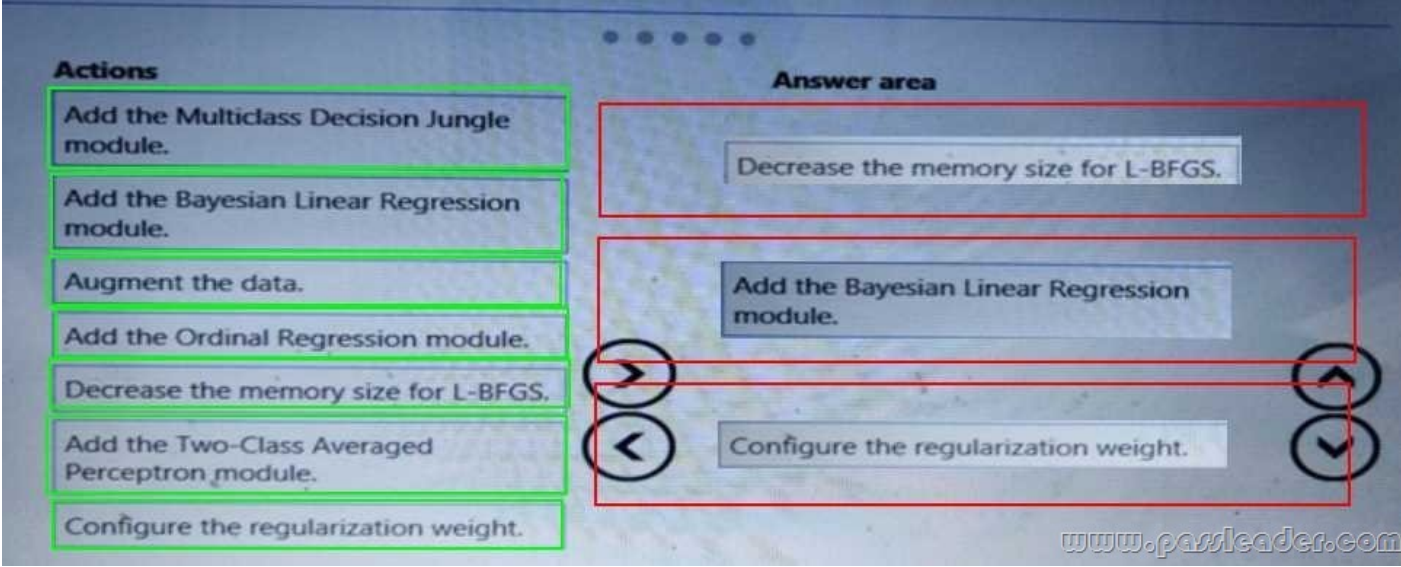 Actions
Add the Multiclass Decision Jungle
module.
Add the Bayesian Linear Regression
module.
Augment the data.
Add the Ordinal Regression module.
Decrease the memory size for L-BFGS.
Add the Two-Class Averaged
Perceptron module.
Configure the regularization weight.
Answer area
Decrease the memory size for L-BFGS.
Add the Bayesian Linear Regression
module.
Configure the regularization weight.
www.passleader.com